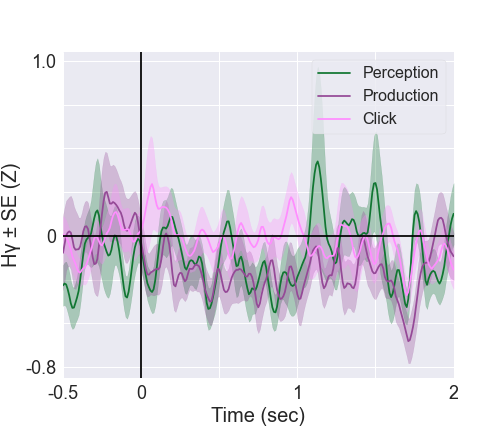 Perception
Production
Click
1.0
0
-0.8
Hγ ± SE (Z)
-0.5
0
1
2
Time (sec)